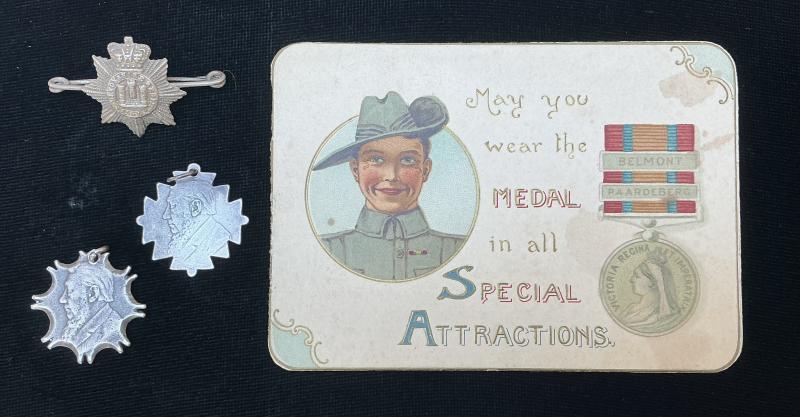 May you
wear the
MEDAL
in all
SPECIAL
ATTRACTIONS.
BELMONT
PAARDEBERG
VICTORIA REGINA ET IMPERATRIX